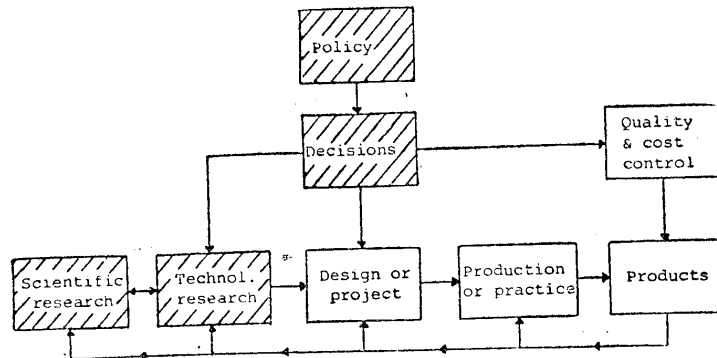 Policy
Decisions
Quality
& cost
control
Scientific
research
Technol.
research
Design or
project
Production
or practice
Products